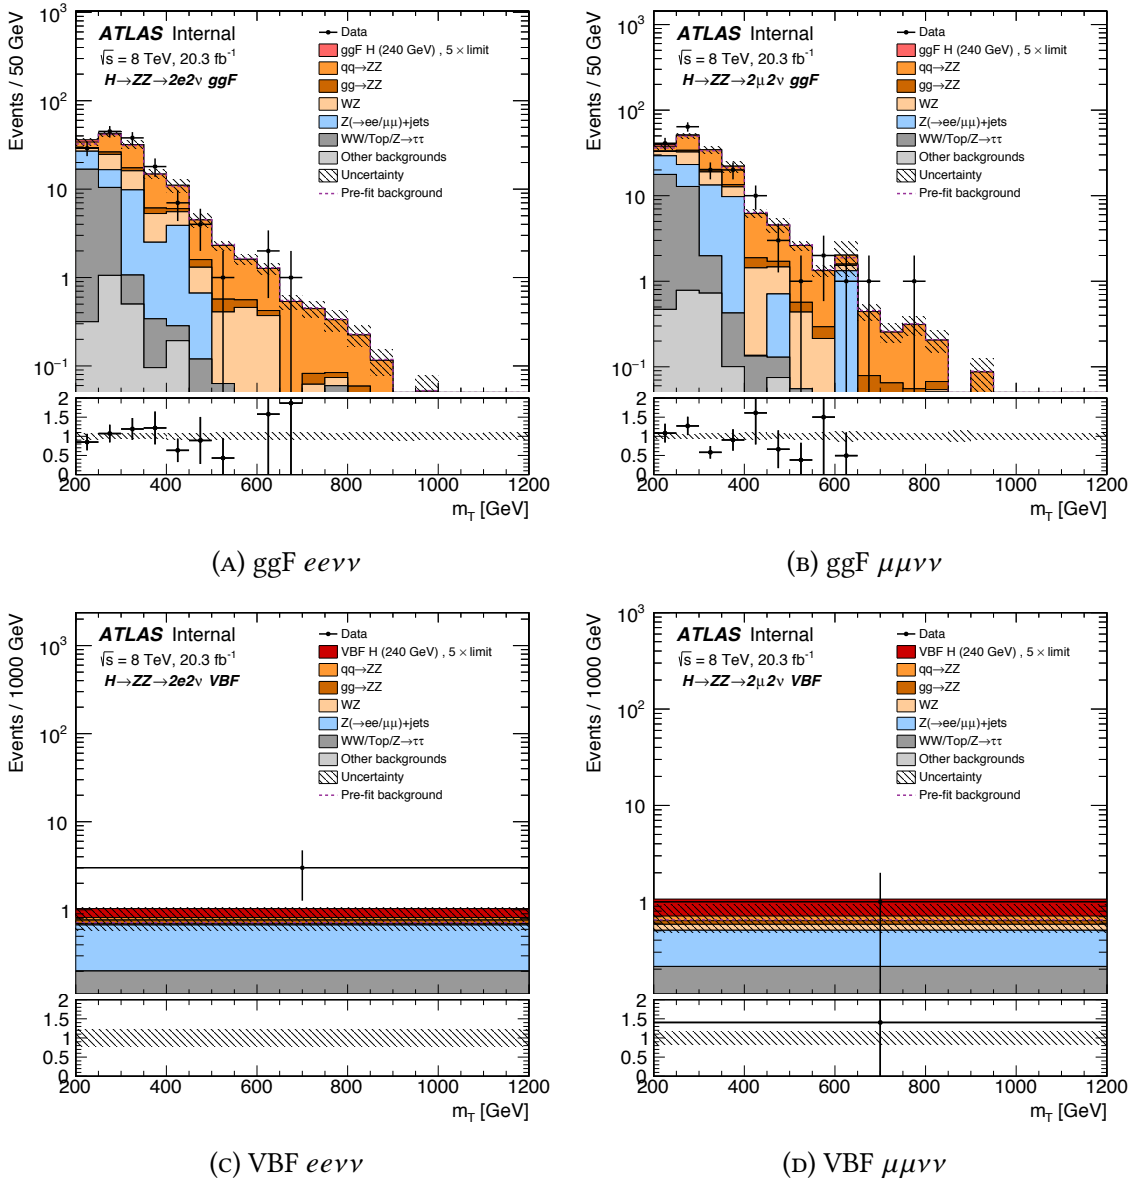 Events / 50 GeV
10³
10²
10
1
10⁻¹
ATLAS Internal
√s = 8 TeV, 20.3 fb⁻¹
H→ZZ→2e2ν ggF
Data
ggF H (240 GeV) , 5 × limit
qq→ZZ
gg→ZZ
WZ
Z(→ee/μμ)+jets
WW/Top/Z→ττ
Other backgrounds
Uncertainty
Pre-fit background
2
1.5
1
0.5
0
200 400 600 800 1000 1200
m_T [GeV]
(A) ggF eeνν
Events / 50 GeV
10³
10²
10
1
10⁻¹
ATLAS Internal
√s = 8 TeV, 20.3 fb⁻¹
H→ZZ→2μ2ν ggF
Data
ggF H (240 GeV) , 5 × limit
qq→ZZ
gg→ZZ
WZ
Z(→ee/μμ)+jets
WW/Top/Z→ττ
Other backgrounds
Uncertainty
Pre-fit background
2
1.5
1
0.5
0
200 400 600 800 1000 1200
m_T [GeV]
(B) ggF μμνν
Events / 1000 GeV
10³
10²
10
1
ATLAS Internal
√s = 8 TeV, 20.3 fb⁻¹
H→ZZ→2e2ν VBF
Data
VBF H (240 GeV) , 5 × limit
qq→ZZ
gg→ZZ
WZ
Z(→ee/μμ)+jets
WW/Top/Z→ττ
Other backgrounds
Uncertainty
Pre-fit background
2
1.5
1
0.5
0
200 400 600 800 1000 1200
m_T [GeV]
(C) VBF eeνν
Events / 1000 GeV
10³
10²
10
1
ATLAS Internal
√s = 8 TeV, 20.3 fb⁻¹
H→ZZ→2μ2ν VBF
Data
VBF H (240 GeV) , 5 × limit
qq→ZZ
gg→ZZ
WZ
Z(→ee/μμ)+jets
WW/Top/Z→ττ
Other backgrounds
Uncertainty
Pre-fit background
2
1.5
1
0.5
0
200 400 600 800 1000 1200
m_T [GeV]
(D) VBF μμνν